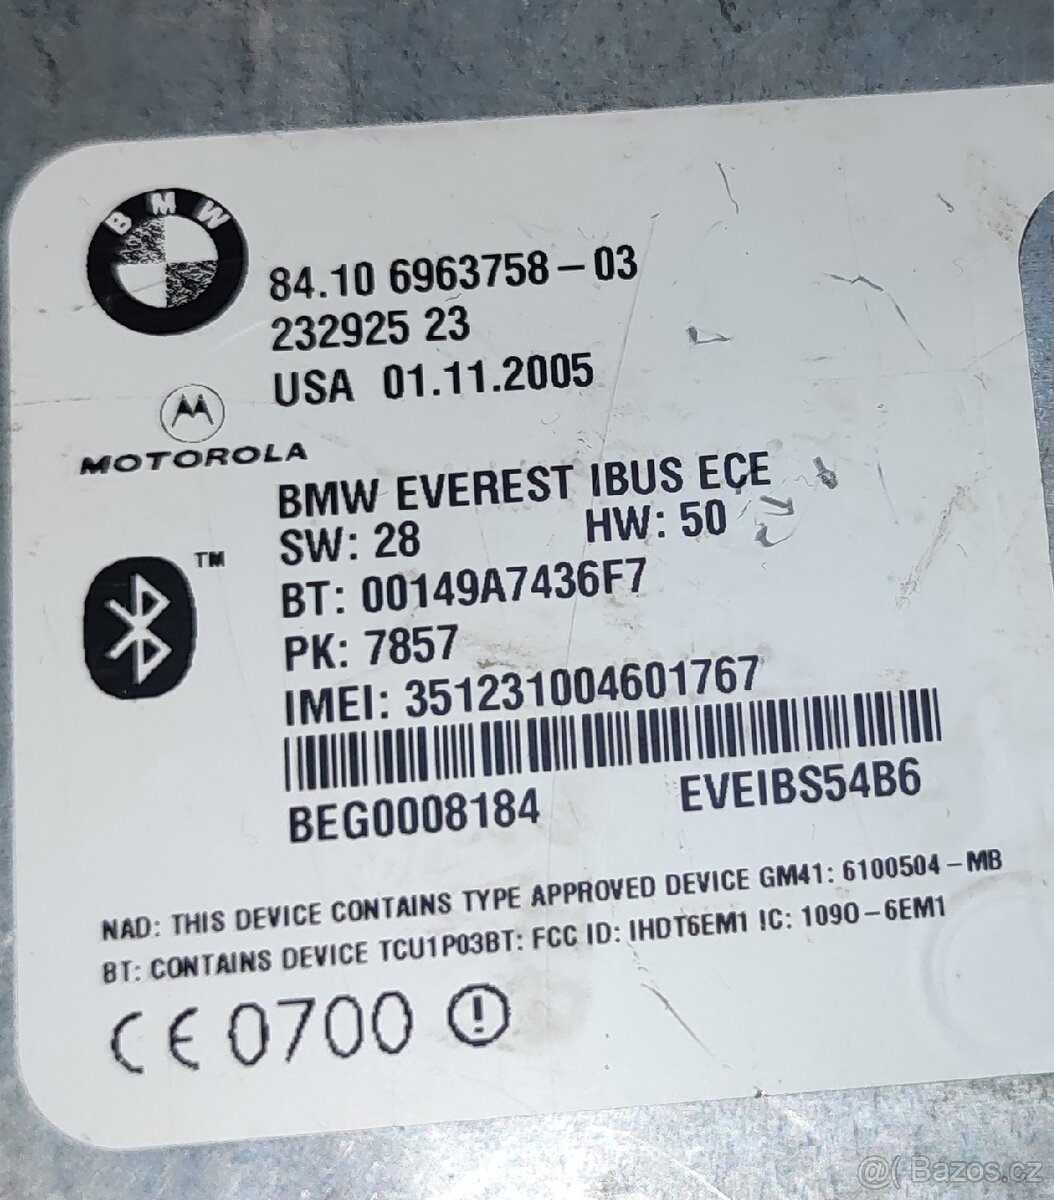 BMW
84.10 6963758-03
232925 23
USA 01.11.2005
MOTOROLA
BMW EVEREST IBUS ECE
SW: 28 HW: 50
TM
BT: 00149A7436F7
PK: 7857
IMEI: 351231004601767
BEG0008184 EVEIBS54B6
NAD: THIS DEVICE CONTAINS TYPE APPROVED DEVICE GM41: 6100504-MB
BT: CONTAINS DEVICE TCU1P03BT: FCC ID: IHDT6EM1 IC: 1090-6EM1
CE 0700 !
@( Bazos.cz